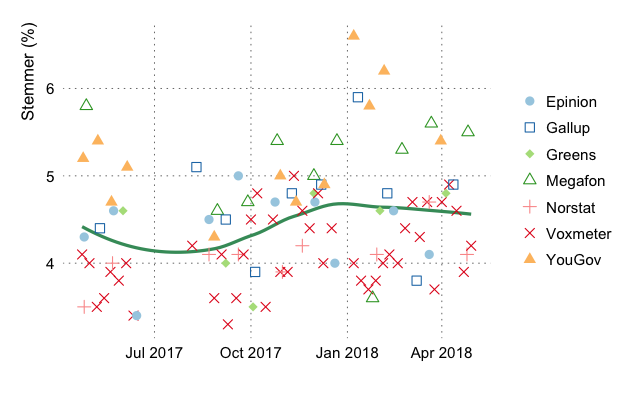 Stemmer (%)
6
5
4
Jul 2017
Oct 2017
Jan 2018
Apr 2018
Epinion
Gallup
Greens
Megafon
Norstat
Voxmeter
YouGov